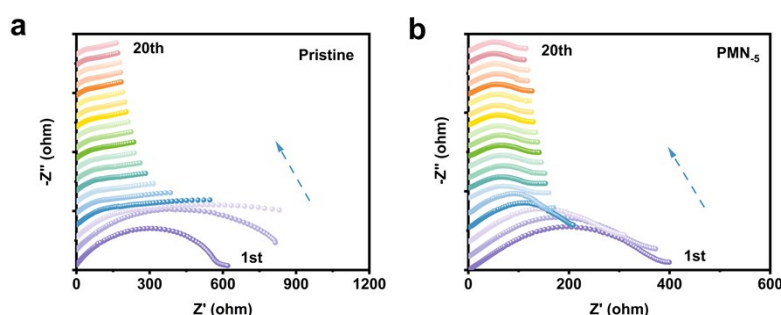 a
20th
Pristine
-Z'' (ohm)
1st
0
300
600
900
1200
Z' (ohm)
b
20th
PMN-5
-Z'' (ohm)
1st
0
200
400
600
Z' (ohm)